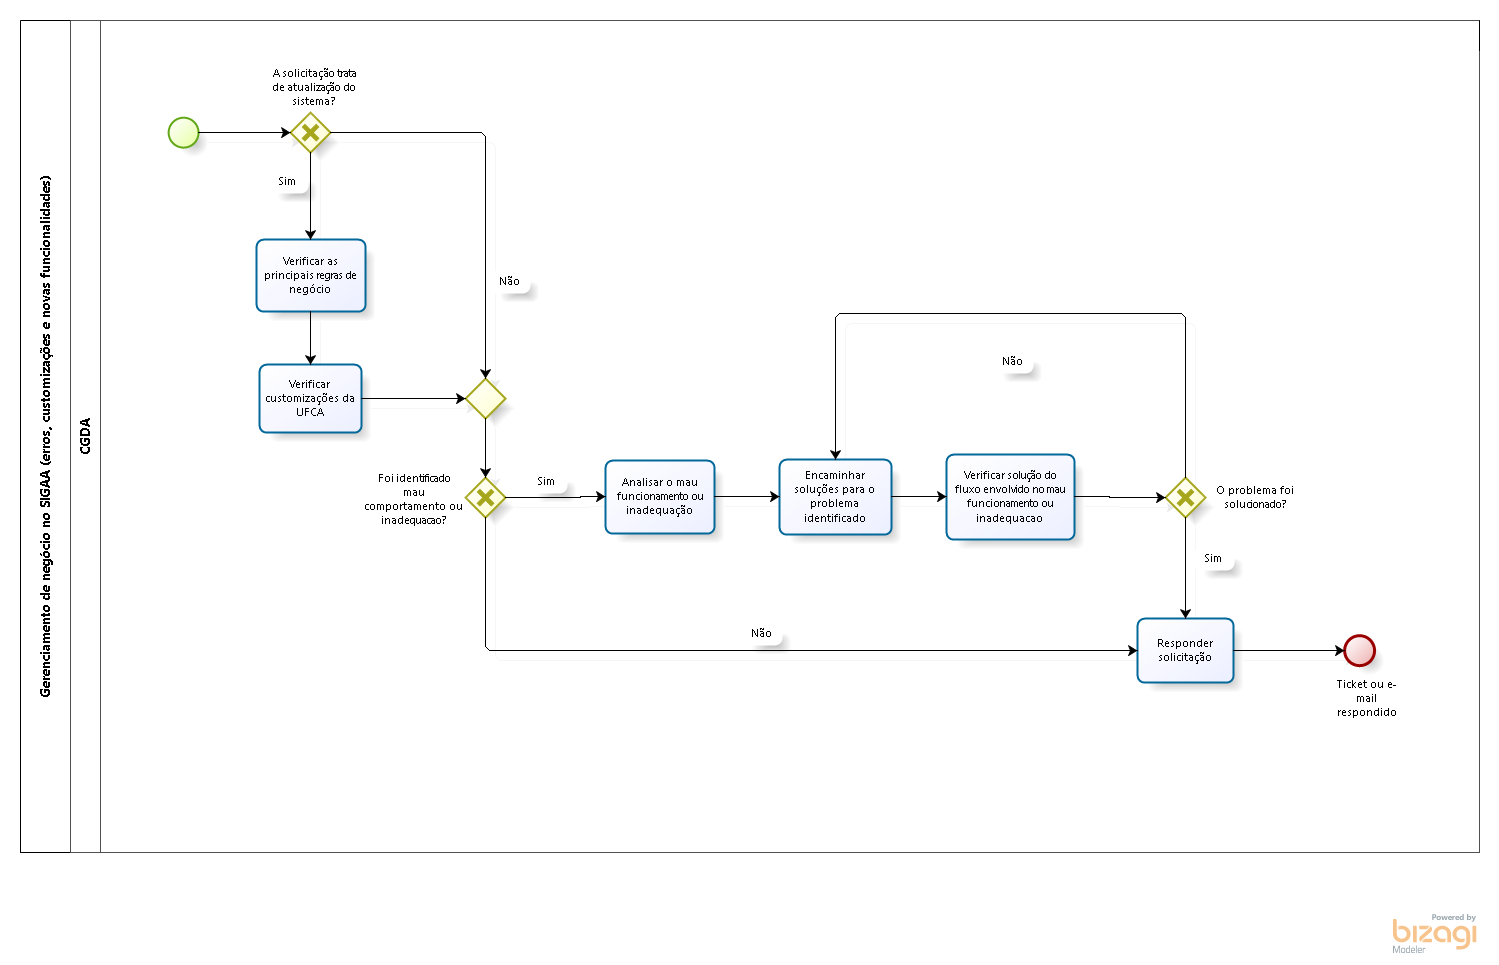 Gerenciamento de negócio no SIGAA (erros, customizações e novas funcionalidades)
CGDA
A solicitação trata
de atualização do
sistema?
Sim
Verificar as
principais regras de
negócio
Não
Verificar
customizações da
UFCA
Foi identificado
mau
comportamento ou
inadequacao?
Sim
Analisar o mau
funcionamento ou
inadequação
Encaminhar
soluções para o
problema
identificado
Verificar solução do
fluxo envolvido no mau
funcionamento ou
inadequacao
Não
O problema foi
solucionado?
Sim
Não
Responder
solicitação
Ticket ou e-
mail
respondido
Powered by
bizagi
Modeler